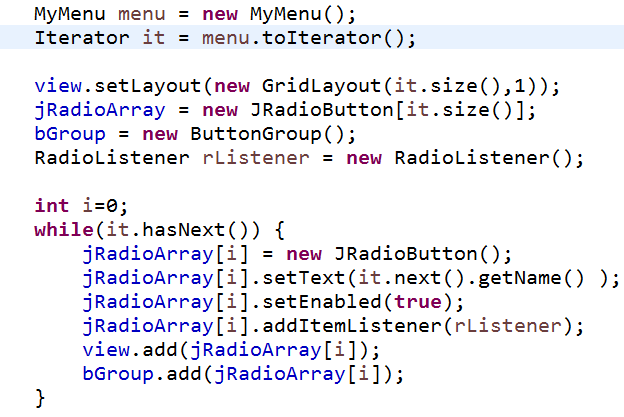 MyMenu menu = new MyMenu();
Iterator it = menu.toIterator();
view.setLayout(new GridLayout(it.size(),1));
jRadioArray = new JRadioButton[it.size()];
bGroup = new ButtonGroup();
RadioListener rListener = new RadioListener();
int i=0;
while(it.hasNext()) {
    jRadioArray[i] = new JRadioButton();
    jRadioArray[i].setText(it.next().getName() );
    jRadioArray[i].setEnabled(true);
    jRadioArray[i].addItemListener(rListener);
    view.add(jRadioArray[i]);
    bGroup.add(jRadioArray[i]);
}